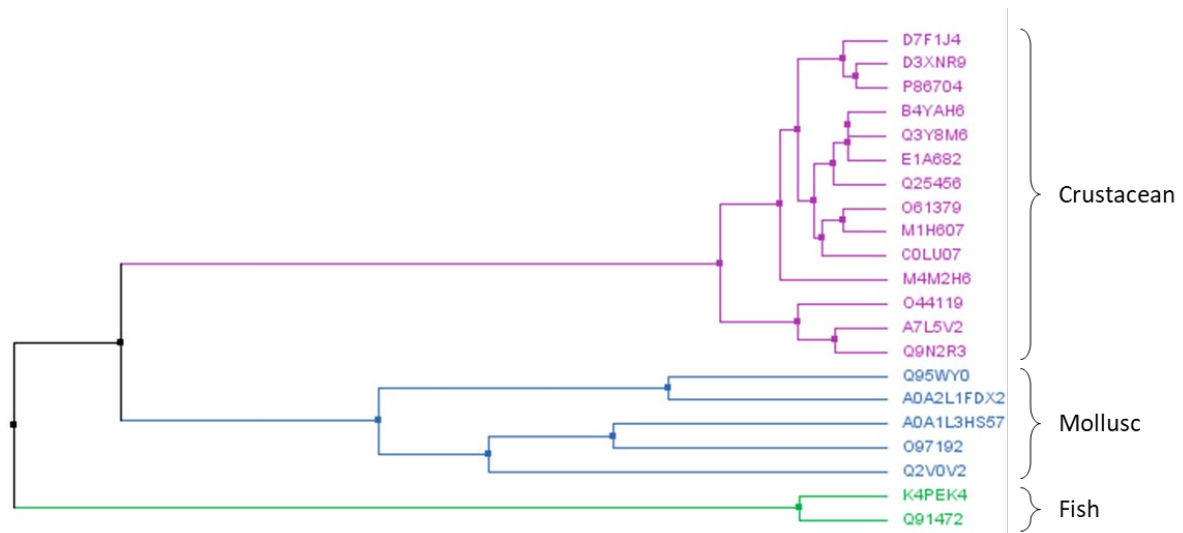 D7F1J4
D3XNR9
P86704
B4YAH6
Q3Y8M6
E1A682
Q25456
O61379
M1H607
C0LU07
M4M2H6
O44119
A7L5V2
Q9N2R3
Q95WY0
A0A2L1FDX2
A0A1L3HS57
O97192
Q2V0V2
K4PEK4
Q91472
Crustacean
Mollusc
Fish